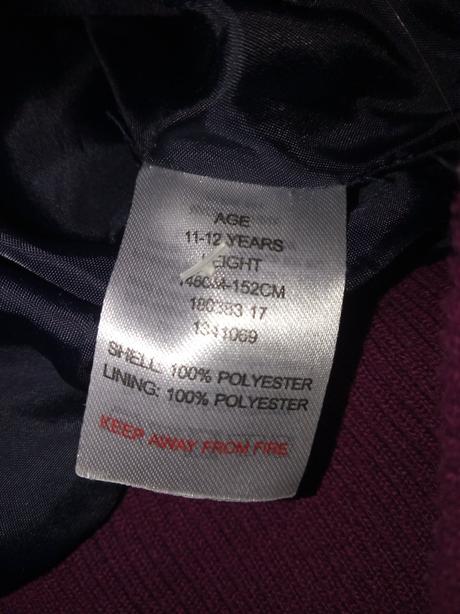 AGE
11-12 YEARS
EIGHT
146CM-152CM
180383 17
1341069
SHELL: 100% POLYESTER
LINING: 100% POLYESTER
KEEP AWAY FROM FIRE